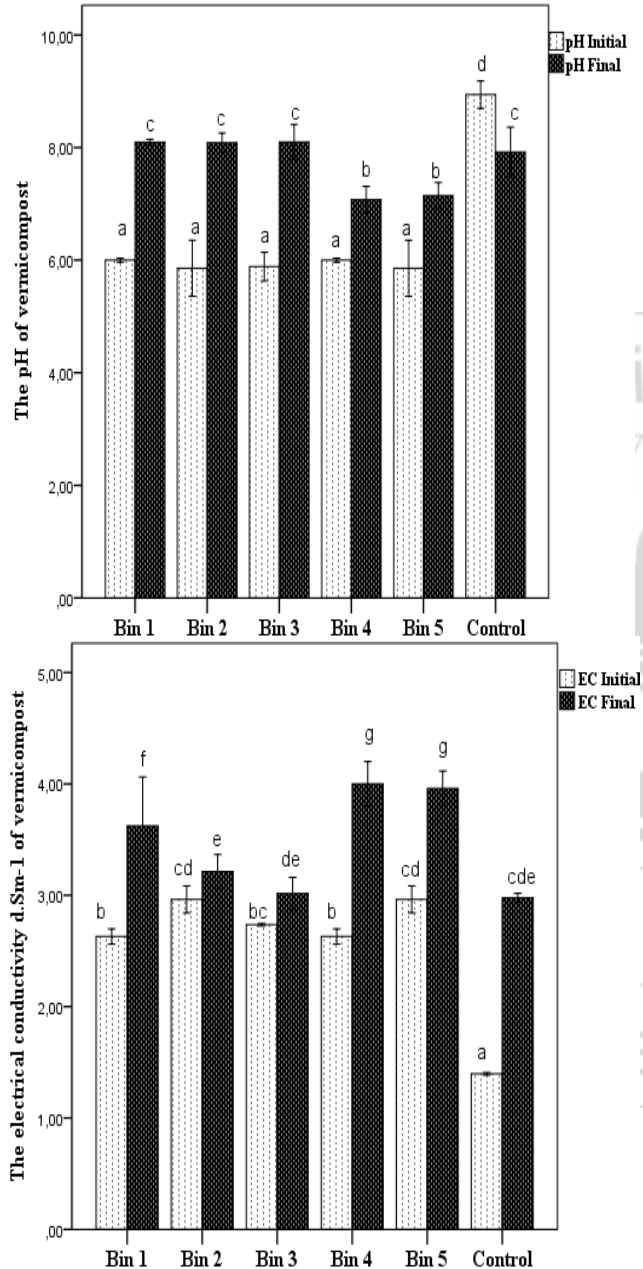 10,00
pH Initial
pH Final
d
c c c c
8,00
b b
a a a a a
6,00
The pH of vermicompost
4,00
2,00
,00
Bin 1 Bin 2 Bin 3 Bin 4 Bin 5 Control
5,00
EC Initial
EC Final
g g
f
4,00
e
cd de cd cde
3,00
b bc b
The electrical conductivity d.Sm-1 of vermicompost
2,00
a
1,00
,00
Bin 1 Bin 2 Bin 3 Bin 4 Bin 5 Control